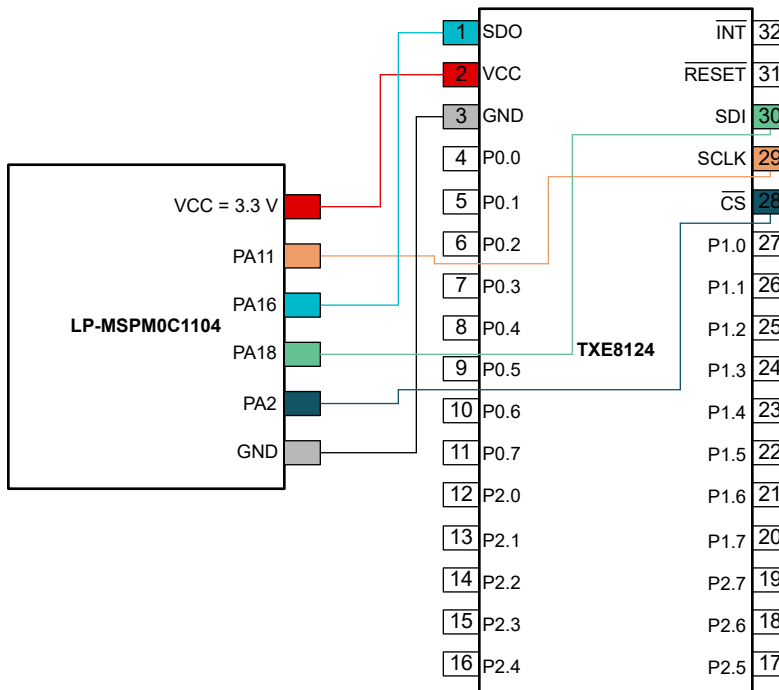 1 SDO INT 32
2 VCC RESET 31
3 GND SDI 30
4 P0.0 SCLK 29
5 P0.1 CS 28
6 P0.2 P1.0 27
7 P0.3 P1.1 26
8 P0.4 P1.2 25
9 P0.5 P1.3 24
10 P0.6 P1.4 23
11 P0.7 P1.5 22
12 P2.0 P1.6 21
13 P2.1 P1.7 20
14 P2.2 P2.7 19
15 P2.3 P2.6 18
16 P2.4 P2.5 17
TXE8124
VCC = 3.3 V
PA11
PA16
LP-MSPM0C1104
PA18
PA2
GND